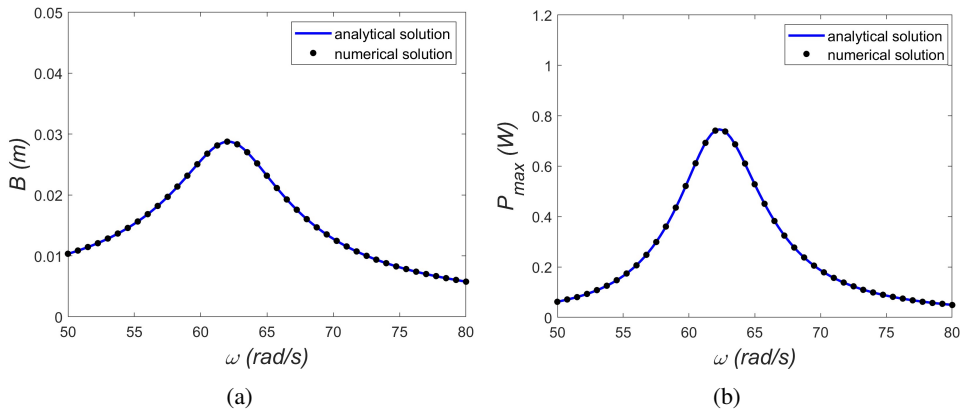 0.05
0.04
0.03
0.02
0.01
0
B (m)
analytical solution
numerical solution
50 55 60 65 70 75 80
ω (rad/s)
(a)
1.2
1
0.8
0.6
0.4
0.2
0
P_max (W)
analytical solution
numerical solution
50 55 60 65 70 75 80
ω (rad/s)
(b)